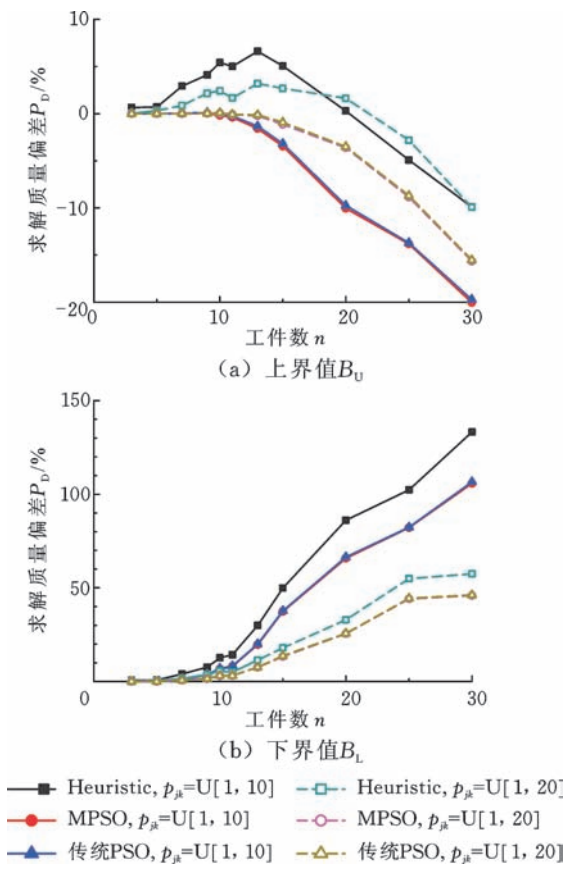 10
0
-10
-20
求解质量偏差P_D/%
0
10
20
30
工件数 n
（a）上界值B_U
150
100
50
0
求解质量偏差P_D/%
10
20
30
工件数 n
（b）下界值B_L
Heuristic, p_jk=U[1, 10]
Heuristic, p_jk=U[1, 20]
MPSO, p_jk=U[1, 10]
MPSO, p_jk=U[1, 20]
传统PSO, p_jk=U[1, 10]
传统PSO, p_jk=U[1, 20]